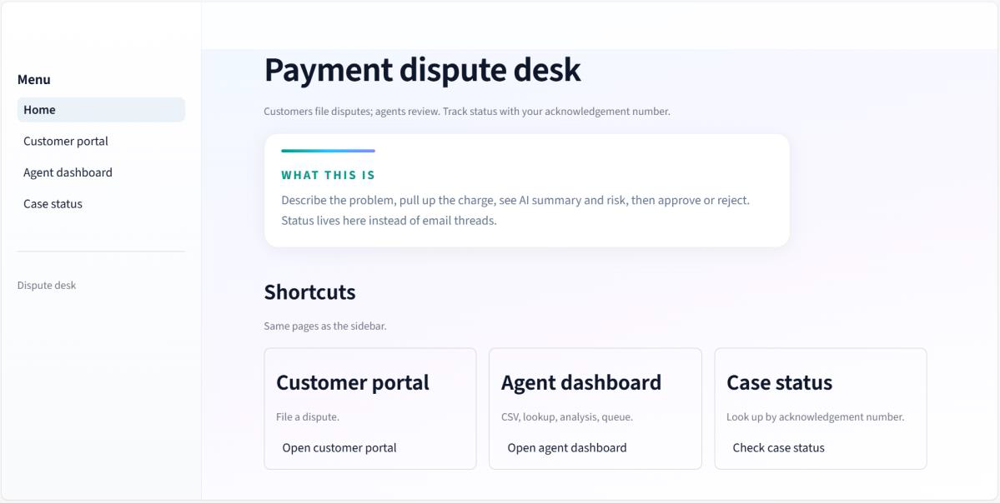 Menu
Home
Customer portal
Agent dashboard
Case status
Dispute desk
Payment dispute desk
Customers file disputes; agents review. Track status with your acknowledgement number.
WHAT THIS IS
Describe the problem, pull up the charge, see AI summary and risk, then approve or reject.
Status lives here instead of email threads.
Shortcuts
Same pages as the sidebar.
Customer portal
File a dispute.
Open customer portal
Agent dashboard
CSV, lookup, analysis, queue.
Open agent dashboard
Case status
Look up by acknowledgement number.
Check case status